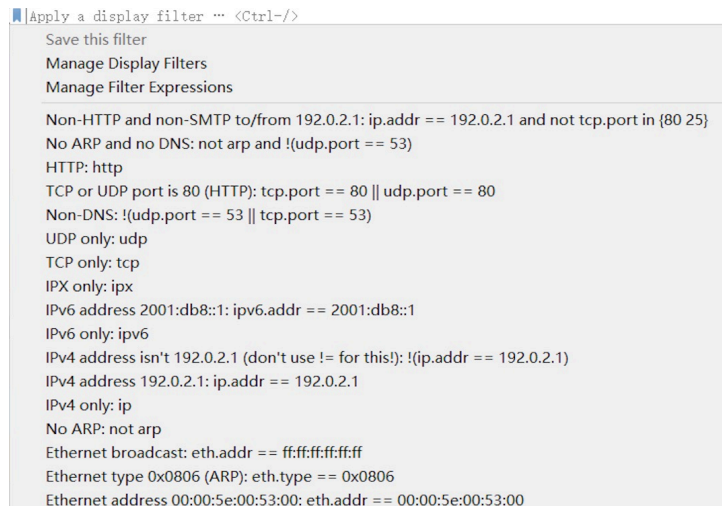 Apply a display filter … <Ctrl-/>
Save this filter
Manage Display Filters
Manage Filter Expressions
Non-HTTP and non-SMTP to/from 192.0.2.1: ip.addr == 192.0.2.1 and not tcp.port in {80 25}
No ARP and no DNS: not arp and !(udp.port == 53)
HTTP: http
TCP or UDP port is 80 (HTTP): tcp.port == 80 || udp.port == 80
Non-DNS: !(udp.port == 53 || tcp.port == 53)
UDP only: udp
TCP only: tcp
IPX only: ipx
IPv6 address 2001:db8::1: ipv6.addr == 2001:db8::1
IPv6 only: ipv6
IPv4 address isn't 192.0.2.1 (don't use != for this!): !(ip.addr == 192.0.2.1)
IPv4 address 192.0.2.1: ip.addr == 192.0.2.1
IPv4 only: ip
No ARP: not arp
Ethernet broadcast: eth.addr == ff:ff:ff:ff:ff:ff
Ethernet type 0x0806 (ARP): eth.type == 0x0806
Ethernet address 00:00:5e:00:53:00: eth.addr == 00:00:5e:00:53:00